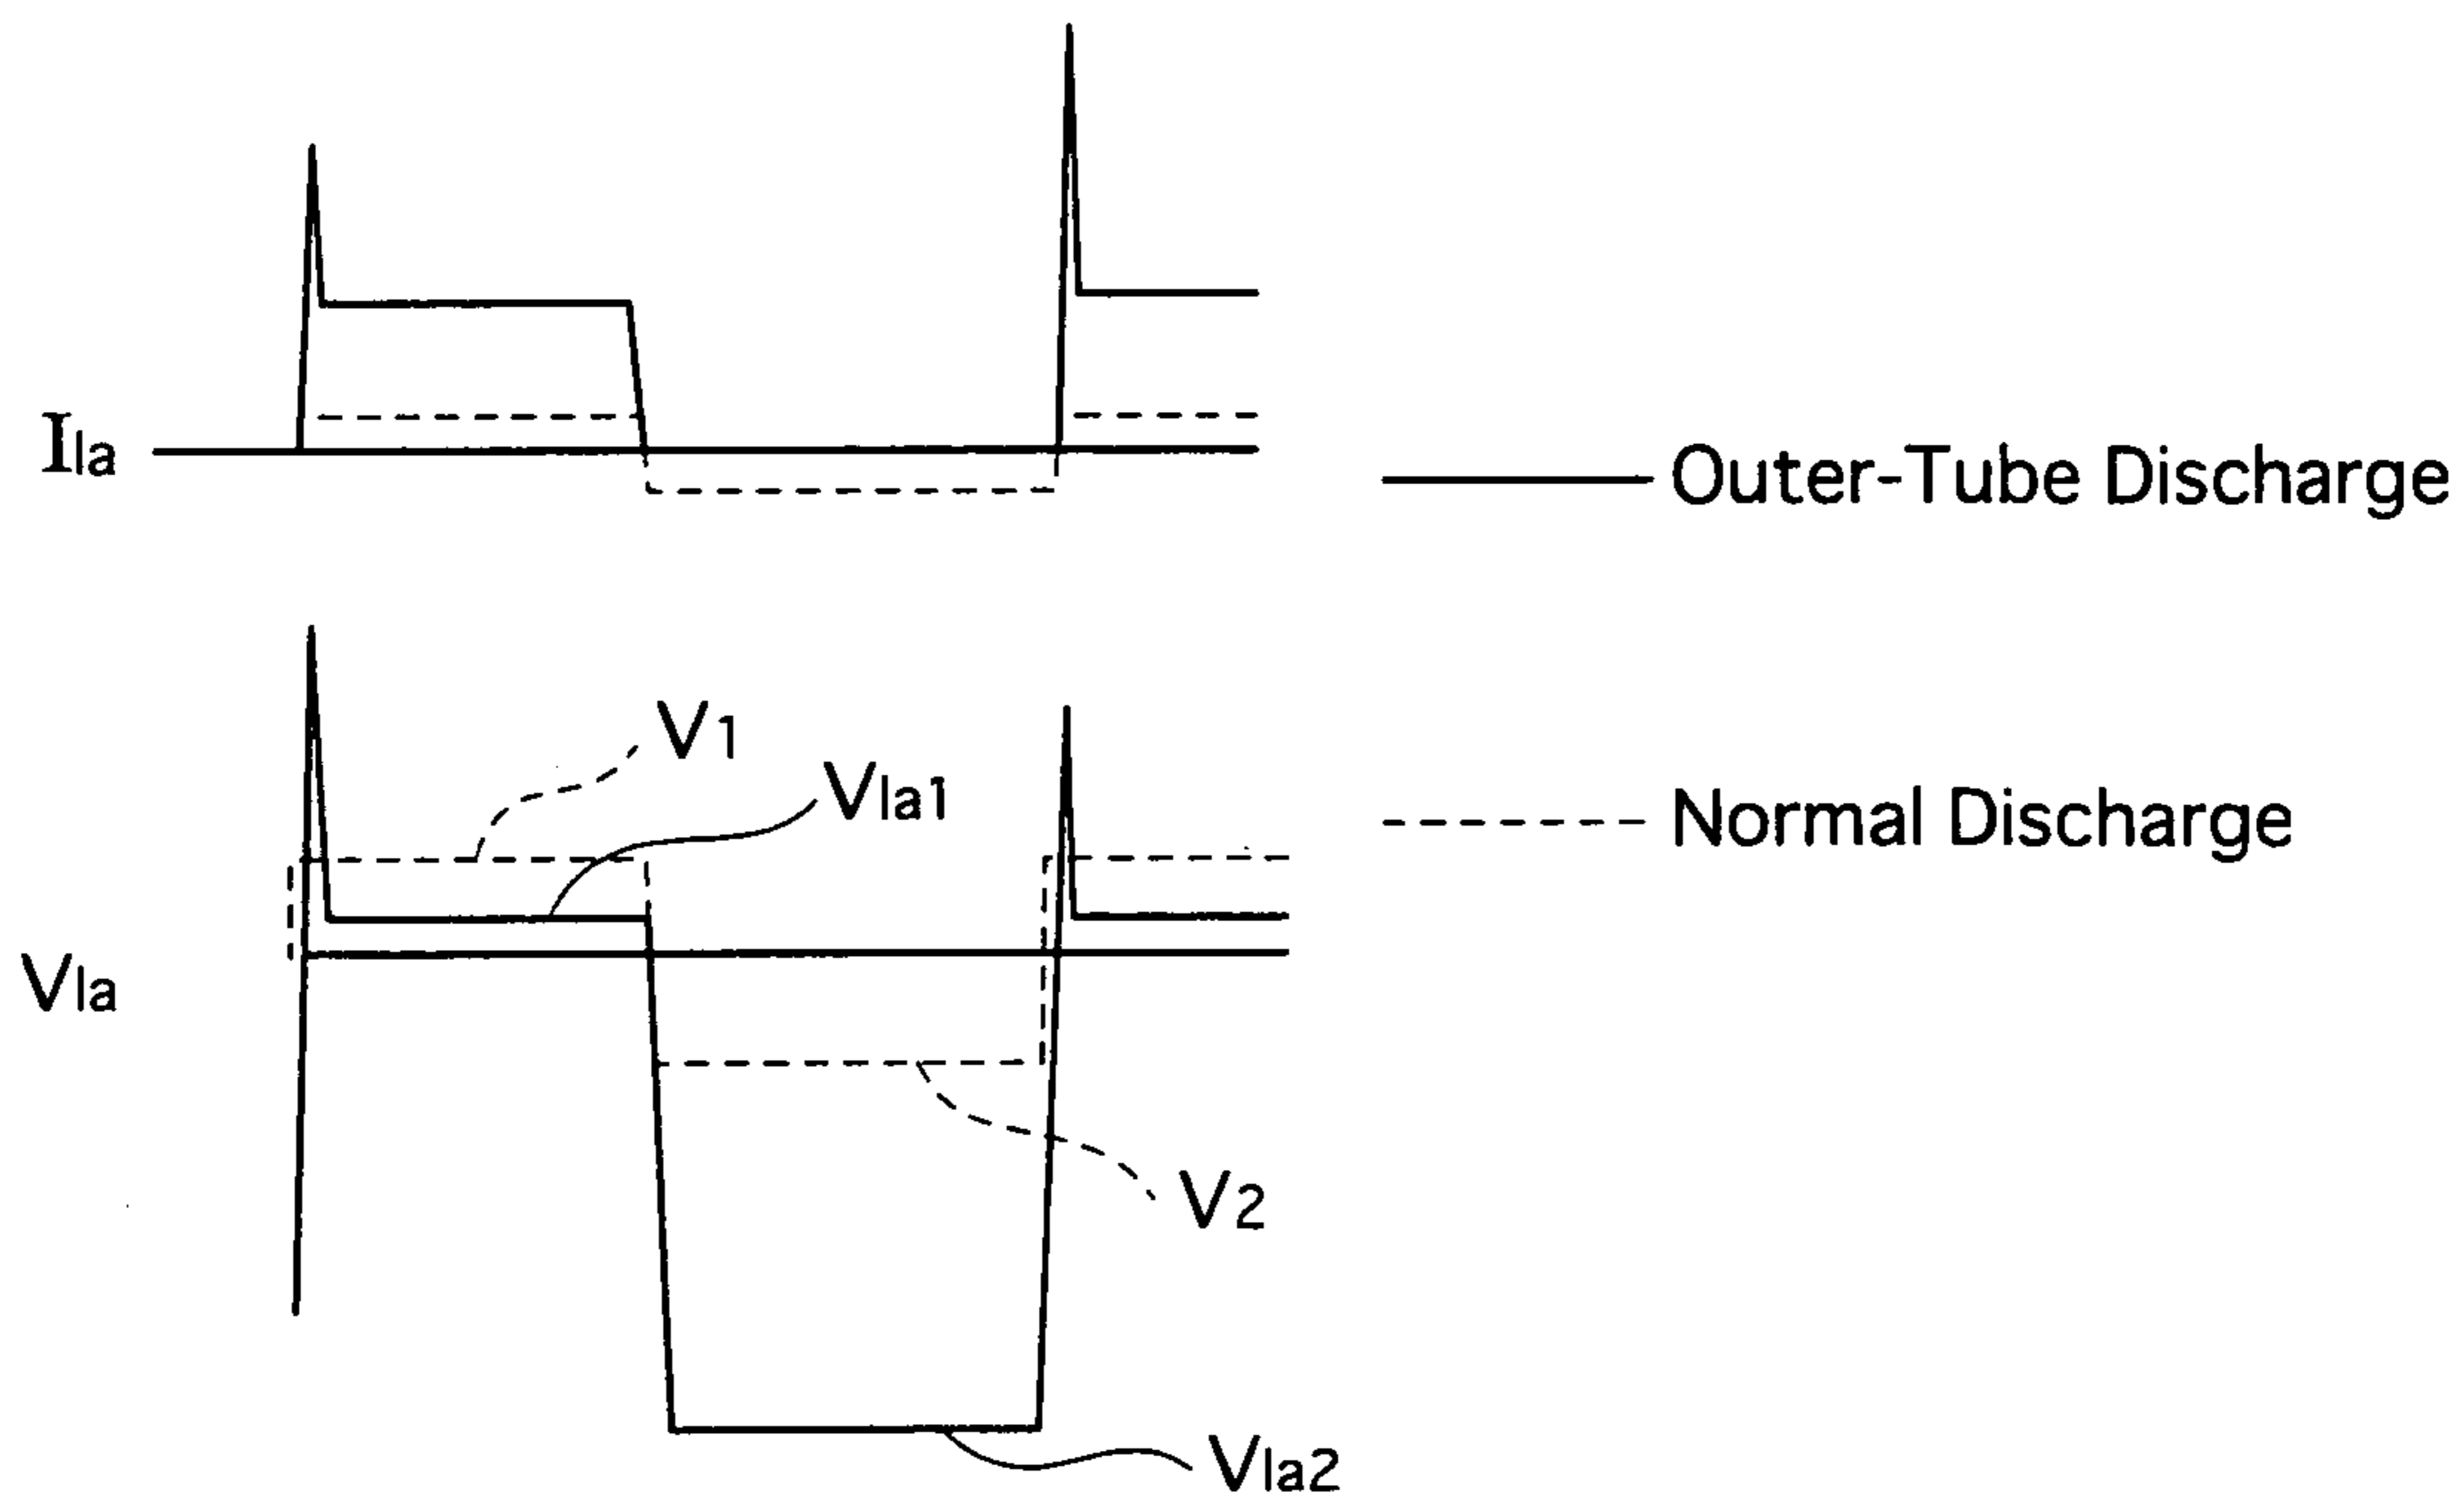 Ila
Outer-Tube Discharge
V1
Vla1
Normal Discharge
Vla
V2
Vla2